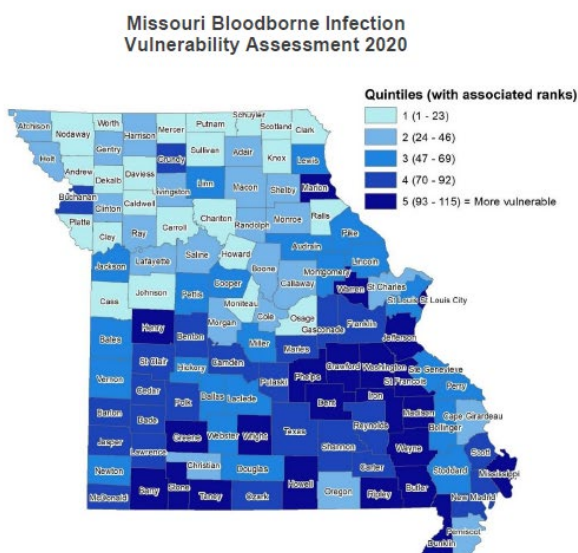 Missouri Bloodborne Infection
Vulnerability Assessment 2020
Quintiles (with associated ranks)
1 (1 - 23)
2 (24 - 46)
3 (47 - 69)
4 (70 - 92)
5 (93 - 115) = More vulnerable
Atchison
Nodaway
Worth
Harrison
Mercer
Putnam
Schuyler
Scotland
Clark
Holt
Gentry
Grundy
Sullivan
Adair
Knox
Lewis
Andrew
Dekalb
Daviess
Livingston
Linn
Macon
Shelby
Marion
Buchanan
Clinton
Caldwell
Chariton
Randolph
Monroe
Ralls
Platte
Clay
Ray
Carroll
Audrain
Pike
Jackson
Lafayette
Saline
Howard
Boone
Callaway
Montgomery
Lincoln
Warren
St Charles
St Louis
St Louis City
Cass
Johnson
Pettis
Cooper
Moniteau
Cole
Osage
Gasconade
Franklin
Jefferson
Bates
Henry
Benton
Morgan
Miller
Maries
Crawford
Washington
Ste Genevieve
St Francois
Perry
Vernon
St Clair
Hickory
Camden
Pulaski
Phelps
Dent
Iron
Madison
Cape Girardeau
Bollinger
Barton
Cedar
Polk
Dallas
Laclede
Texas
Reynolds
Wayne
Scott
Jasper
Dade
Greene
Webster
Wright
Shannon
Carter
Butler
Stoddard
Mississippi
Newton
Lawrence
Christian
Douglas
Howell
Oregon
Ripley
New Madrid
McDonald
Barry
Stone
Taney
Ozark
Dunklin
Pemiscot